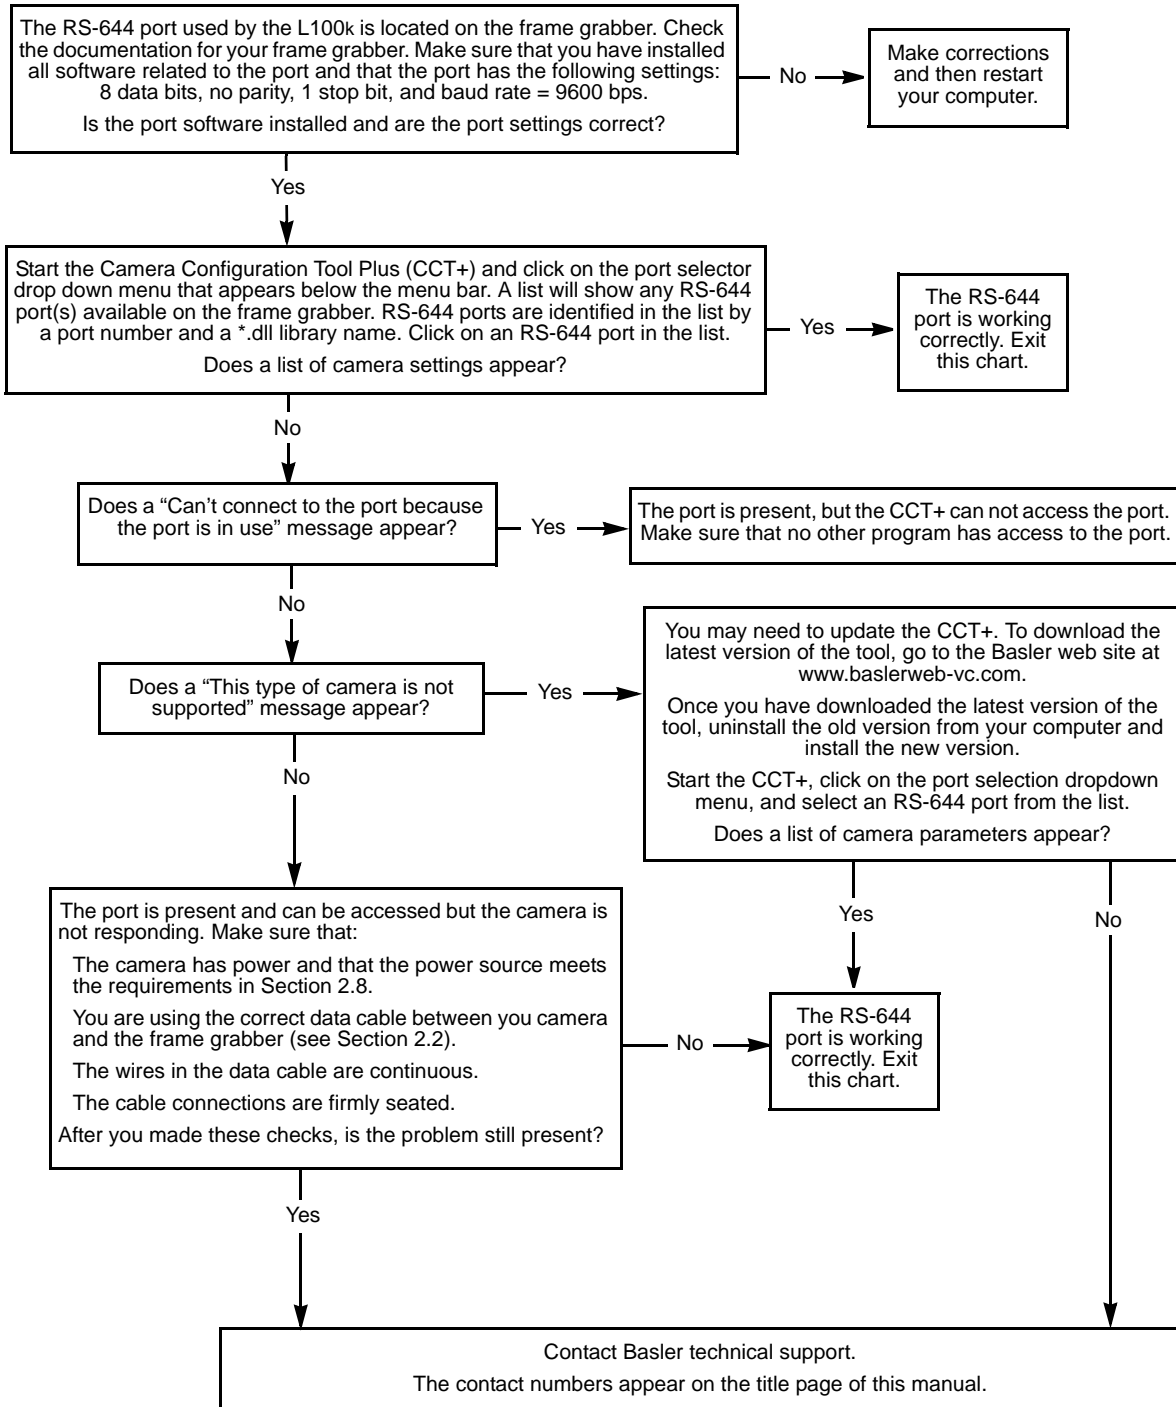 The RS-644 port used by the L100k is located on the frame grabber. Check
the documentation for your frame grabber. Make sure that you have installed
all software related to the port and that the port has the following settings:
8 data bits, no parity, 1 stop bit, and baud rate = 9600 bps.
Is the port software installed and are the port settings correct?
No
Make corrections
and then restart
your computer.
Yes
Start the Camera Configuration Tool Plus (CCT+) and click on the port selector
drop down menu that appears below the menu bar. A list will show any RS-644
port(s) available on the frame grabber. RS-644 ports are identified in the list by
a port number and a *.dll library name. Click on an RS-644 port in the list.
Does a list of camera settings appear?
Yes
The RS-644
port is working
correctly. Exit
this chart.
No
Does a “Can’t connect to the port because
the port is in use” message appear?
Yes
The port is present, but the CCT+ can not access the port.
Make sure that no other program has access to the port.
No
Does a “This type of camera is not
supported” message appear?
Yes
You may need to update the CCT+. To download the
latest version of the tool, go to the Basler web site at
www.baslerweb-vc.com.
Once you have downloaded the latest version of the
tool, uninstall the old version from your computer and
install the new version.
Start the CCT+, click on the port selection dropdown
menu, and select an RS-644 port from the list.
Does a list of camera parameters appear?
No
Yes
No
The port is present and can be accessed but the camera is
not responding. Make sure that:
The camera has power and that the power source meets
the requirements in Section 2.8.
You are using the correct data cable between you camera
and the frame grabber (see Section 2.2).
The wires in the data cable are continuous.
The cable connections are firmly seated.
After you made these checks, is the problem still present?
No
The RS-644
port is working
correctly. Exit
this chart.
Yes
Contact Basler technical support.
The contact numbers appear on the title page of this manual.